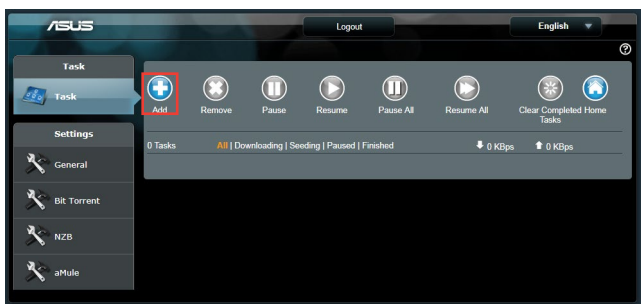 ASUS
Logout
English
Task
Task
Add
Remove
Pause
Resume
Pause All
Resume All
Clear Completed Tasks
Home
0 Tasks
All | Downloading | Seeding | Paused | Finished
0 KBps
0 KBps
Settings
General
Bit Torrent
NZB
aMule